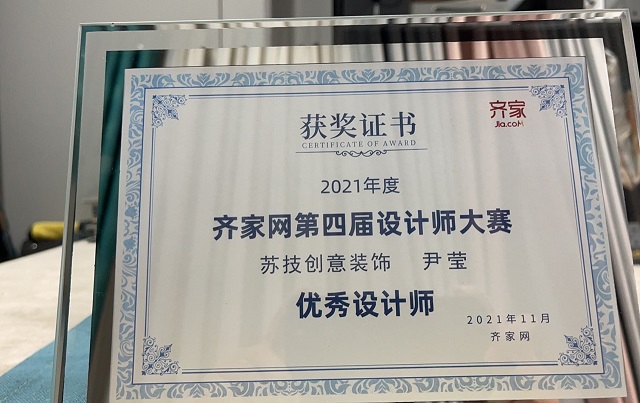 获奖证书
CERTIFICATE OF AWARD
齐家
Jia.coM
2021年度
齐家网第四届设计师大赛
苏技创意装饰 尹莹
优秀设计师
2021年11月
齐家网